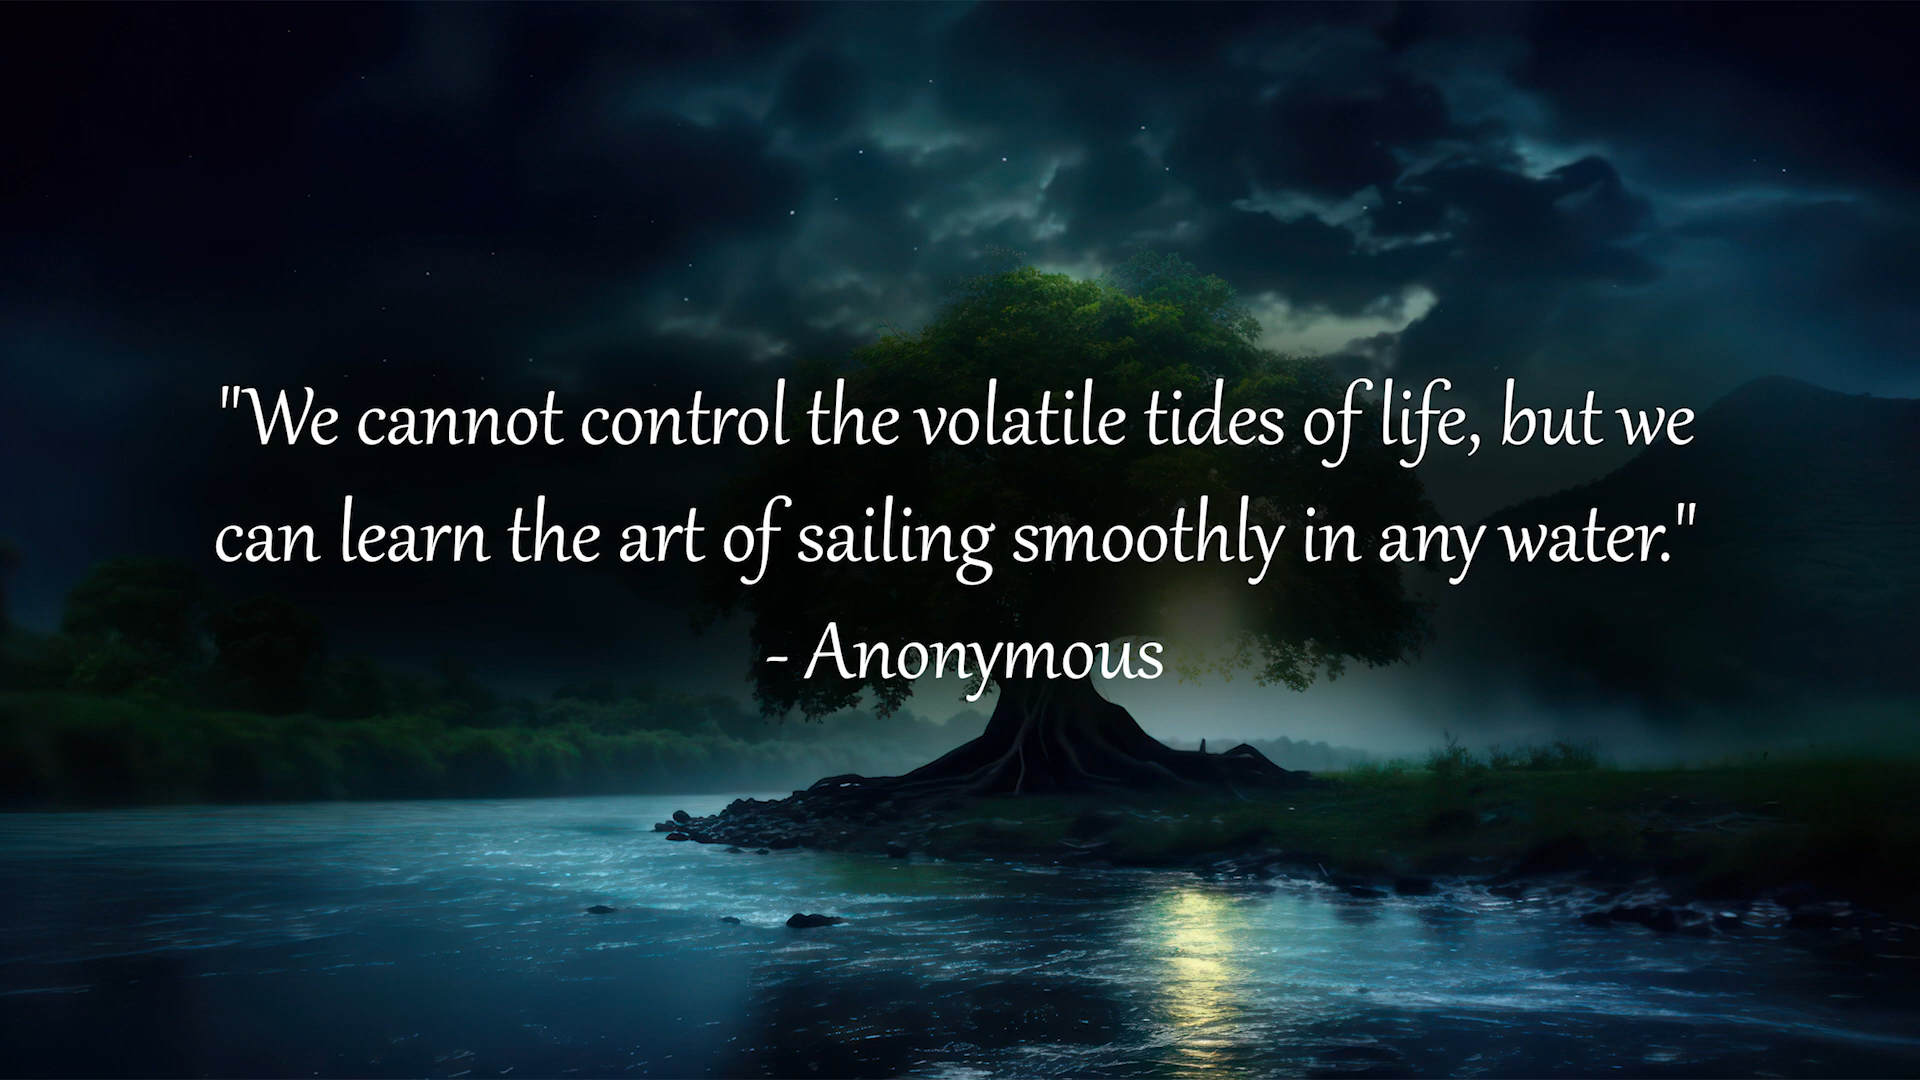 "We cannot control the volatile tides of life, but we
can learn the art of sailing smoothly in any water."
- Anonymous